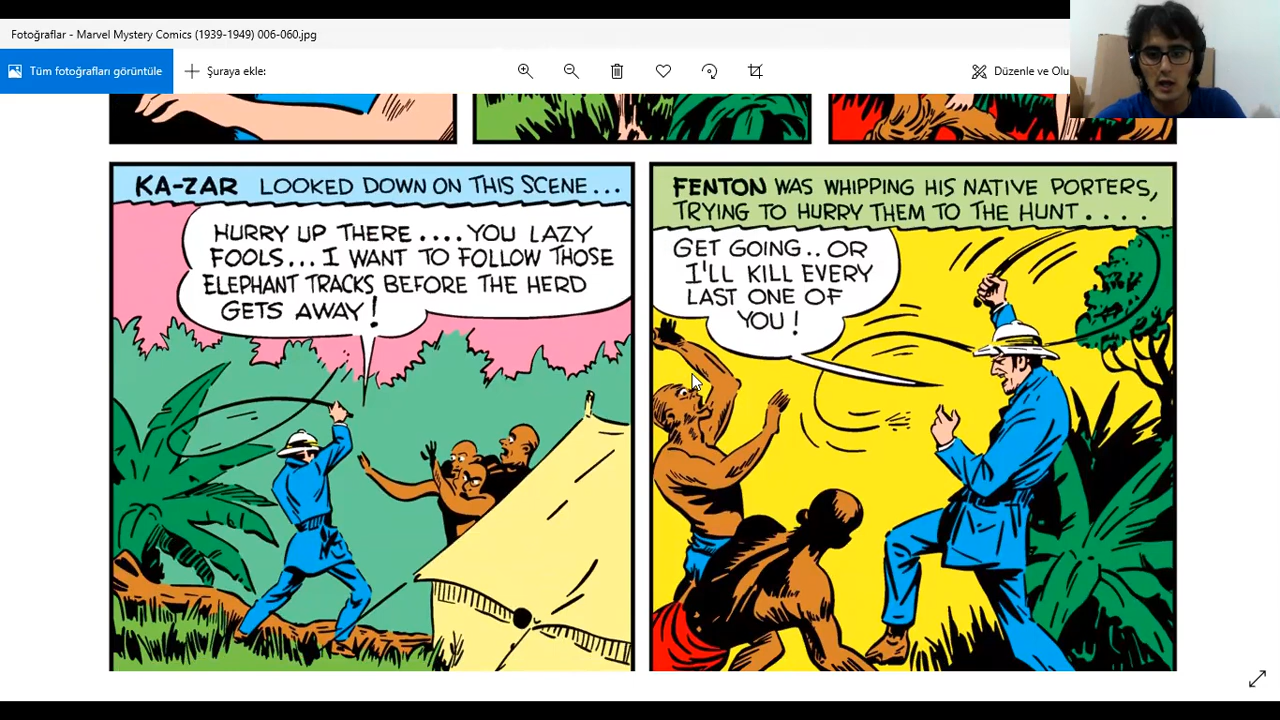 Fotoğraflar - Marvel Mystery Comics (1939-1949) 006-060.jpg
Tüm fotoğrafları görüntüle
Şuraya ekle:
Düzenle ve Olu
KA-ZAR LOOKED DOWN ON THIS SCENE...
HURRY UP THERE....YOU LAZY
FOOLS...I WANT TO FOLLOW THOSE
ELEPHANT TRACKS BEFORE THE HERD
GETS AWAY!
FENTON WAS WHIPPING HIS NATIVE PORTERS,
TRYING TO HURRY THEM TO THE HUNT....
GET GOING..OR
I'LL KILL EVERY
LAST ONE OF
YOU!